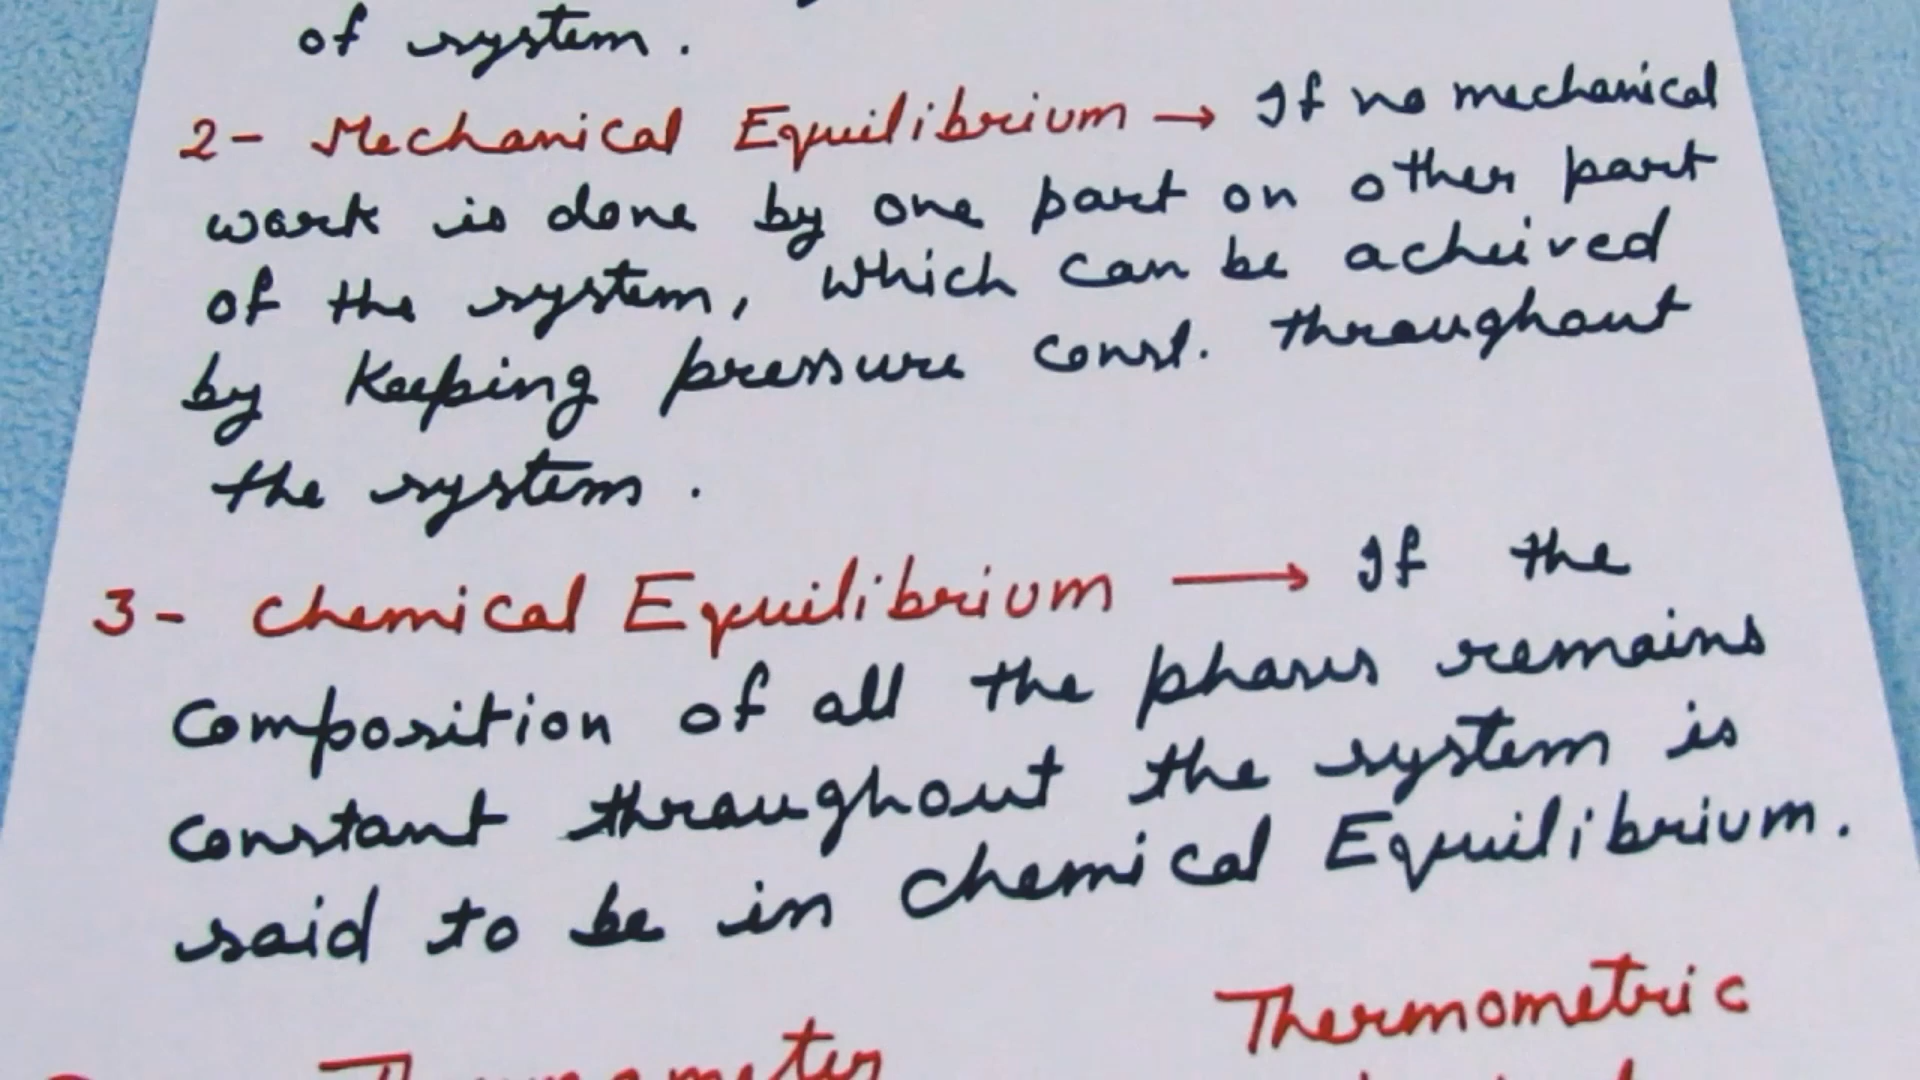 of system.
2- Mechanical Equilibrium → If no mechanical
work is done by one part on other part
of the system, which can be acheived
by Keeping pressure const. throughout
the system.
3- Chemical Equilibrium → If the
Composition of all the phases remains
constant throughout the system is
said to be in Chemical Equilibrium.
Thermometric
Thermometer